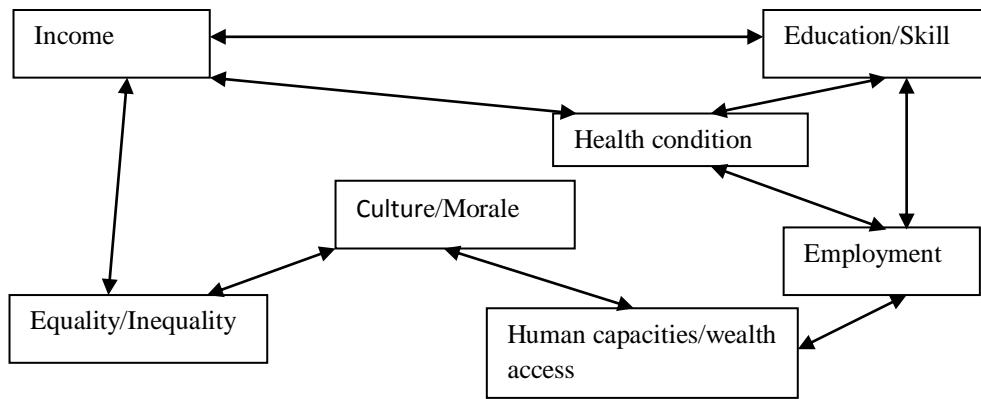 Income
Education/Skill
Health condition
Culture/Morale
Employment
Equality/Inequality
Human capacities/wealth
access